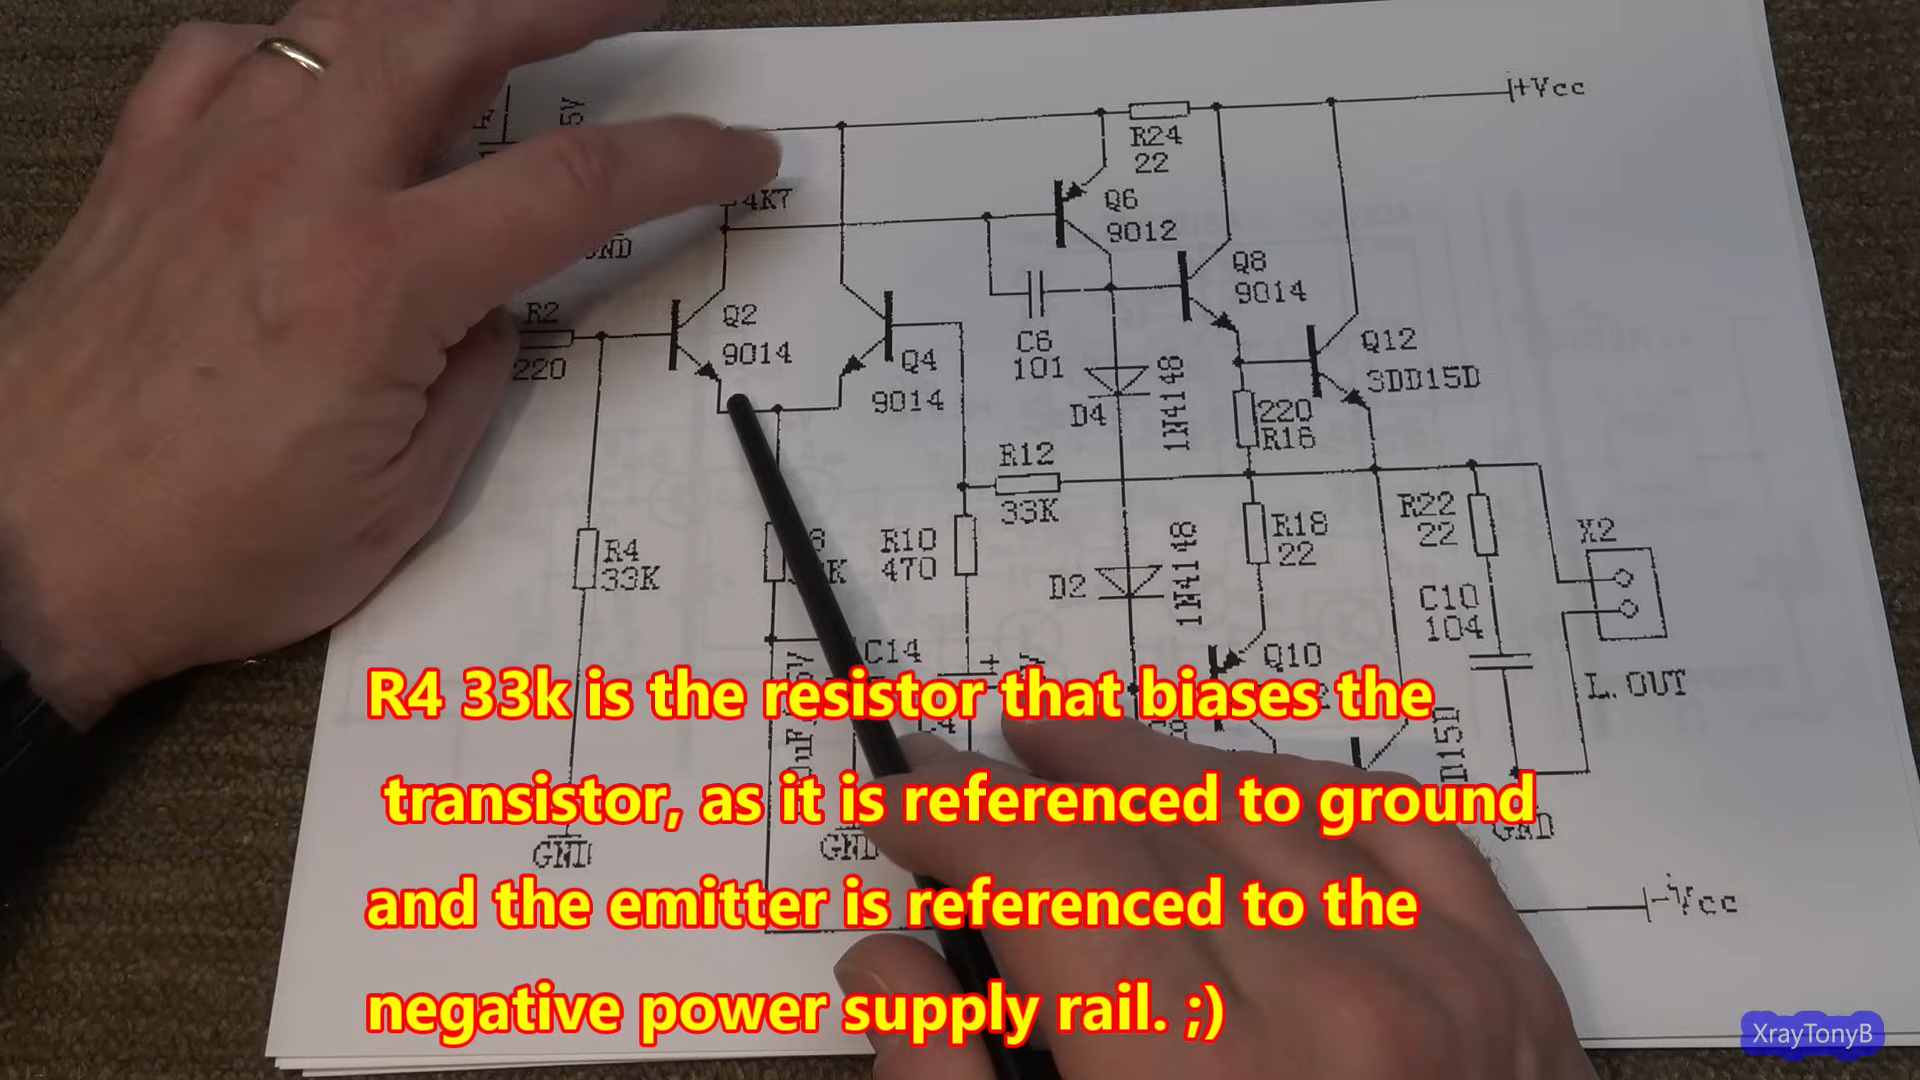 +Vcc
5V
R24
22
4K7
Q6
9012
Q8
9014
R2
220
Q2
9014
Q4
9014
C6
101
Q12
3DD15D
D4
1N4148
220
R16
R12
33K
R4
33K
R10
470
D2
1N4148
R18
22
R22
22
X2
C10
104
C14
Q10
L.OUT
R4 33k is the resistor that biases the
transistor, as it is referenced to ground
and the emitter is referenced to the
negative power supply rail. ;)
GND
GND
GND
-Vcc
XrayTonyB